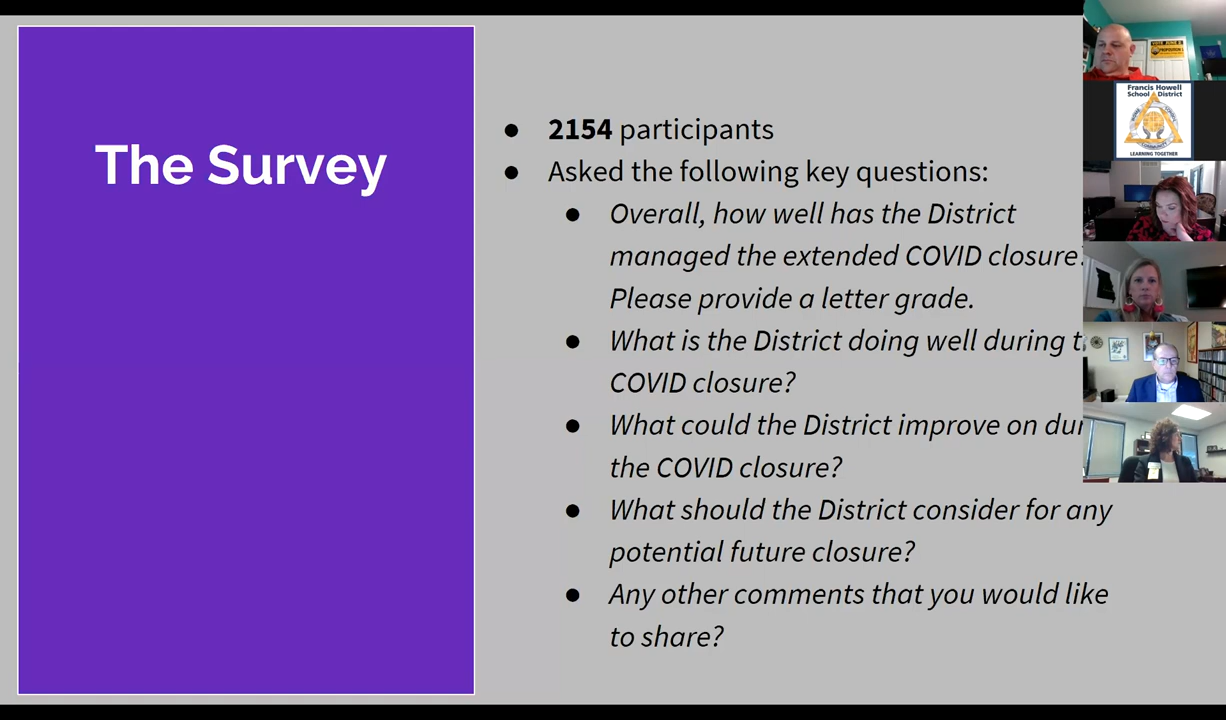 The Survey
2154 participants
Asked the following key questions:
Overall, how well has the District
managed the extended COVID closure?
Please provide a letter grade.
What is the District doing well during
COVID closure?
What could the District improve on
the COVID closure?
What should the District consider for any
potential future closure?
Any other comments that you would like
to share?
Francis Howell
School District
LEARNING TOGETHER
VOTE JUNE 2